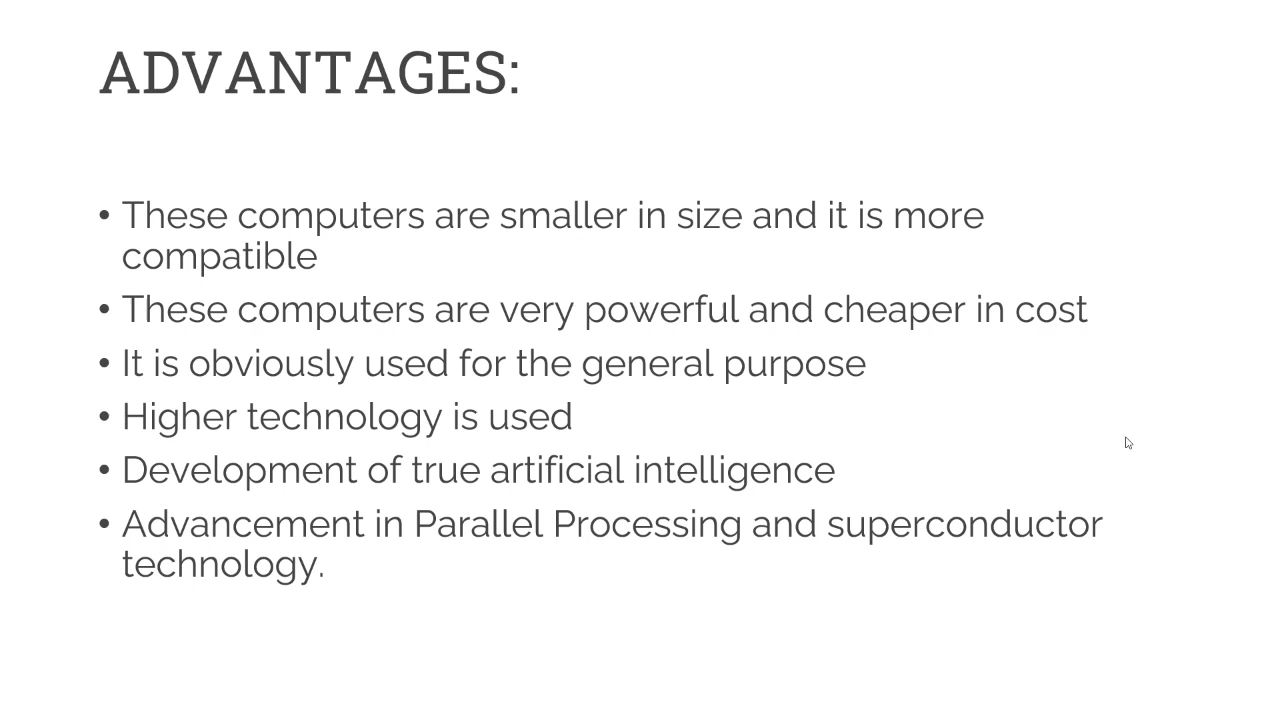 ADVANTAGES:
• These computers are smaller in size and it is more
compatible
• These computers are very powerful and cheaper in cost
• It is obviously used for the general purpose
• Higher technology is used
• Development of true artificial intelligence
• Advancement in Parallel Processing and superconductor
technology.